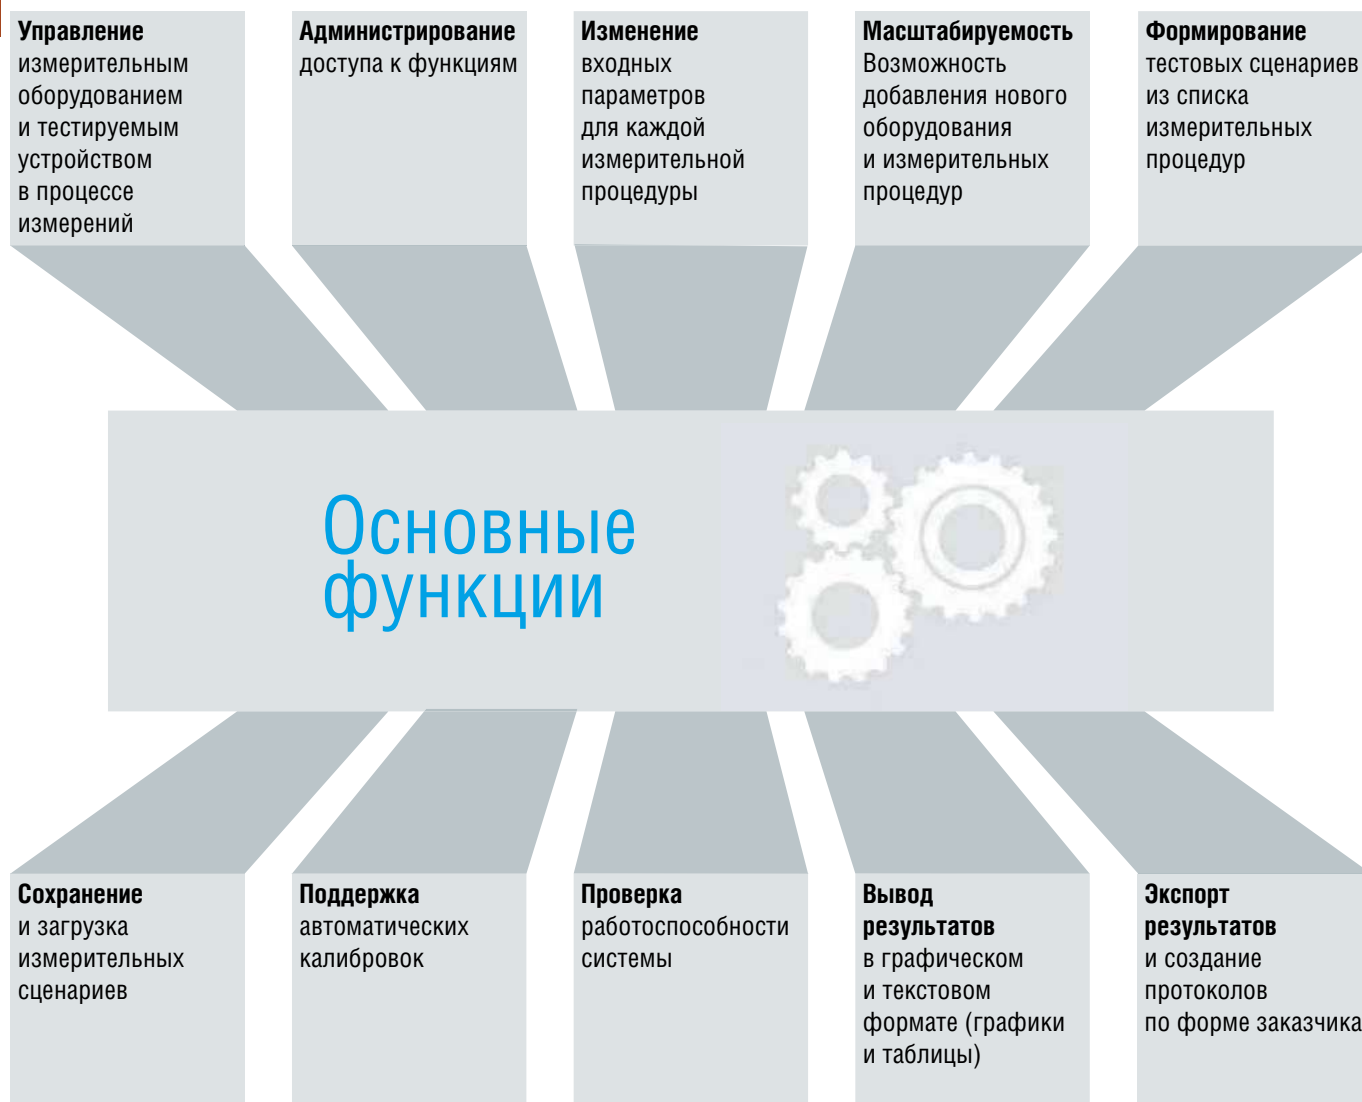 Управление
измерительным
оборудованием
и тестируемым
устройством
в процессе
измерений
Администрирование
доступа к функциям
Изменение
входных
параметров
для каждой
измерительной
процедуры
Масштабируемость
Возможность
добавления нового
оборудования
и измерительных
процедур
Формирование
тестовых сценариев
из списка
измерительных
процедур
Основные
функции
Сохранение
и загрузка
измерительных
сценариев
Поддержка
автоматических
калибровок
Проверка
работоспособности
системы
Вывод
результатов
в графическом
и текстовом
формате (графики
и таблицы)
Экспорт
результатов
и создание
протоколов
по форме заказчика